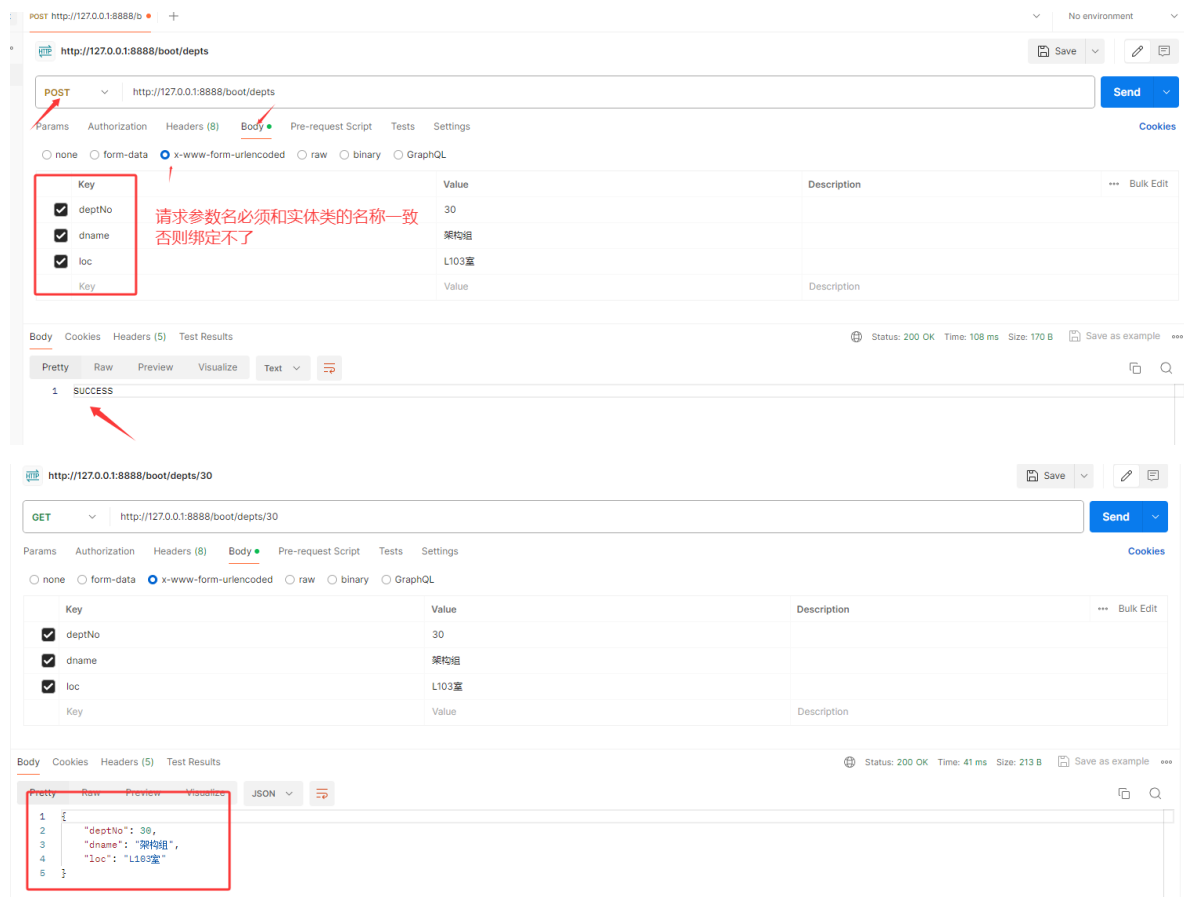 POST http://127.0.0.1:8888/b
No environment
HTTP http://127.0.0.1:8888/boot/depts
Save
POST http://127.0.0.1:8888/boot/depts
Send
Params Authorization Headers (8) Body Pre-request Script Tests Settings Cookies
none form-data x-www-form-urlencoded raw binary GraphQL
Key Value Description Bulk Edit
deptNo 30
请求参数名必须和实体类的名称一致
dname 架构组
否则绑定不了
loc L103室
Key Value Description
Body Cookies Headers (5) Test Results Status: 200 OK Time: 108 ms Size: 170 B Save as example
Pretty Raw Preview Visualize Text
1 SUCCESS
HTTP http://127.0.0.1:8888/boot/depts/30
Save
GET http://127.0.0.1:8888/boot/depts/30
Send
Params Authorization Headers (8) Body Pre-request Script Tests Settings Cookies
none form-data x-www-form-urlencoded raw binary GraphQL
Key Value Description Bulk Edit
deptNo 30
dname 架构组
loc L103室
Key Value Description
Body Cookies Headers (5) Test Results Status: 200 OK Time: 41 ms Size: 213 B Save as example
Pretty Raw Preview Visualize JSON
1 {
2 "deptNo": 30,
3 "dname": "架构组",
4 "loc": "L103室"
5 }